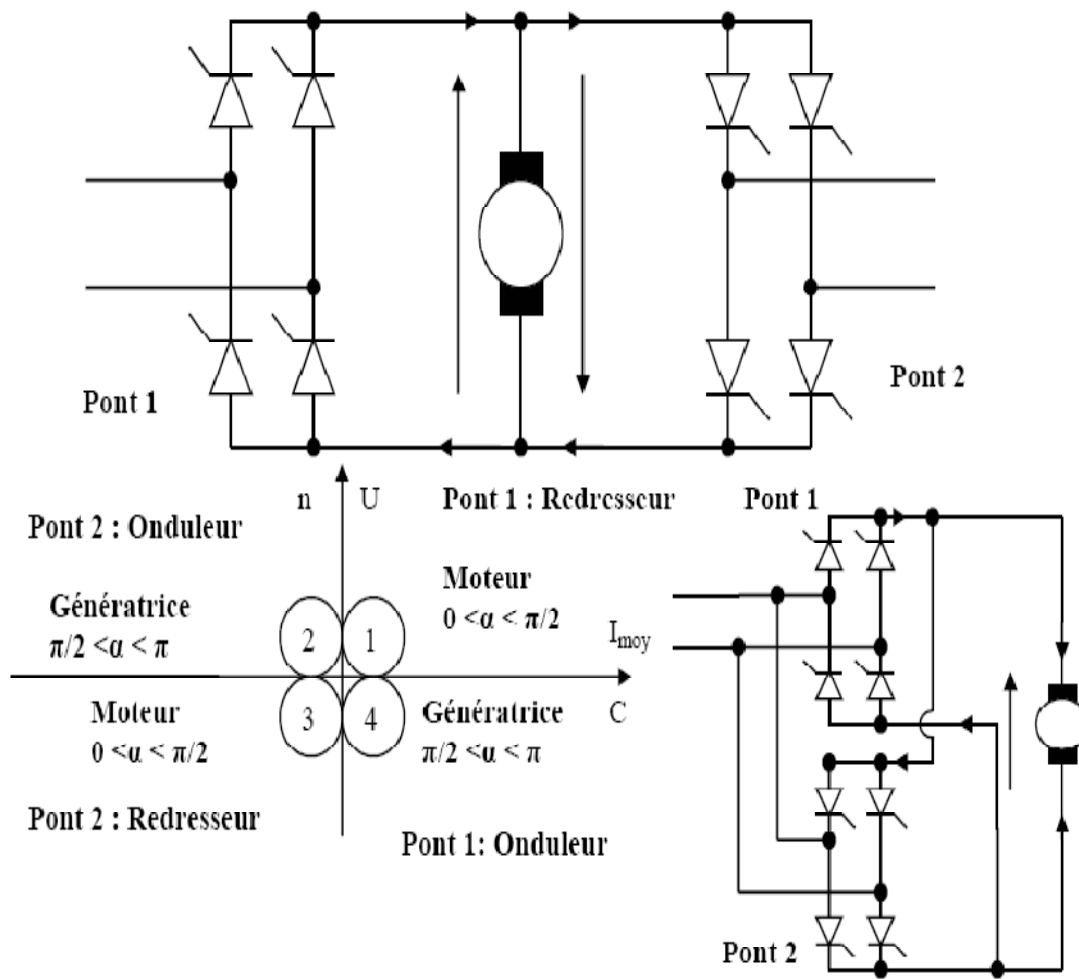 Pont 1
Pont 2
n U
Pont 1 : Redresseur
Pont 2 : Onduleur
Moteur
0 <α < π/2
Génératrice
π/2 <α < π
2 1
3 4
Moteur
0 <α < π/2
Génératrice
π/2 <α < π
Pont 2 : Redresseur
Pont 1: Onduleur
I moy
C
Pont 1
Pont 2